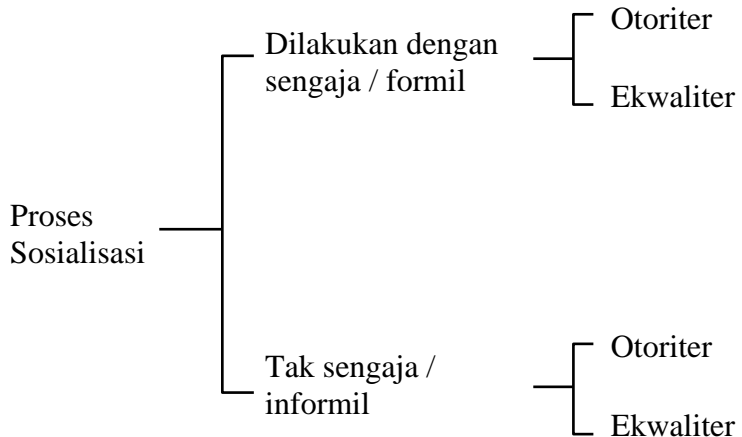 Otoriter
Dilakukan dengan
sengaja / formil
Ekwaliter
Proses
Sosialisasi
Otoriter
Tak sengaja /
informil
Ekwaliter